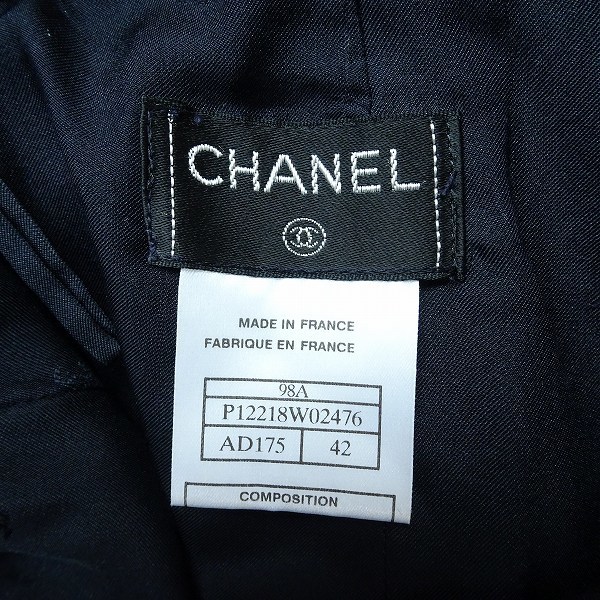 CHANEL
MADE IN FRANCE
FABRIQUE EN FRANCE
98A
P12218W02476
AD175 42
COMPOSITION